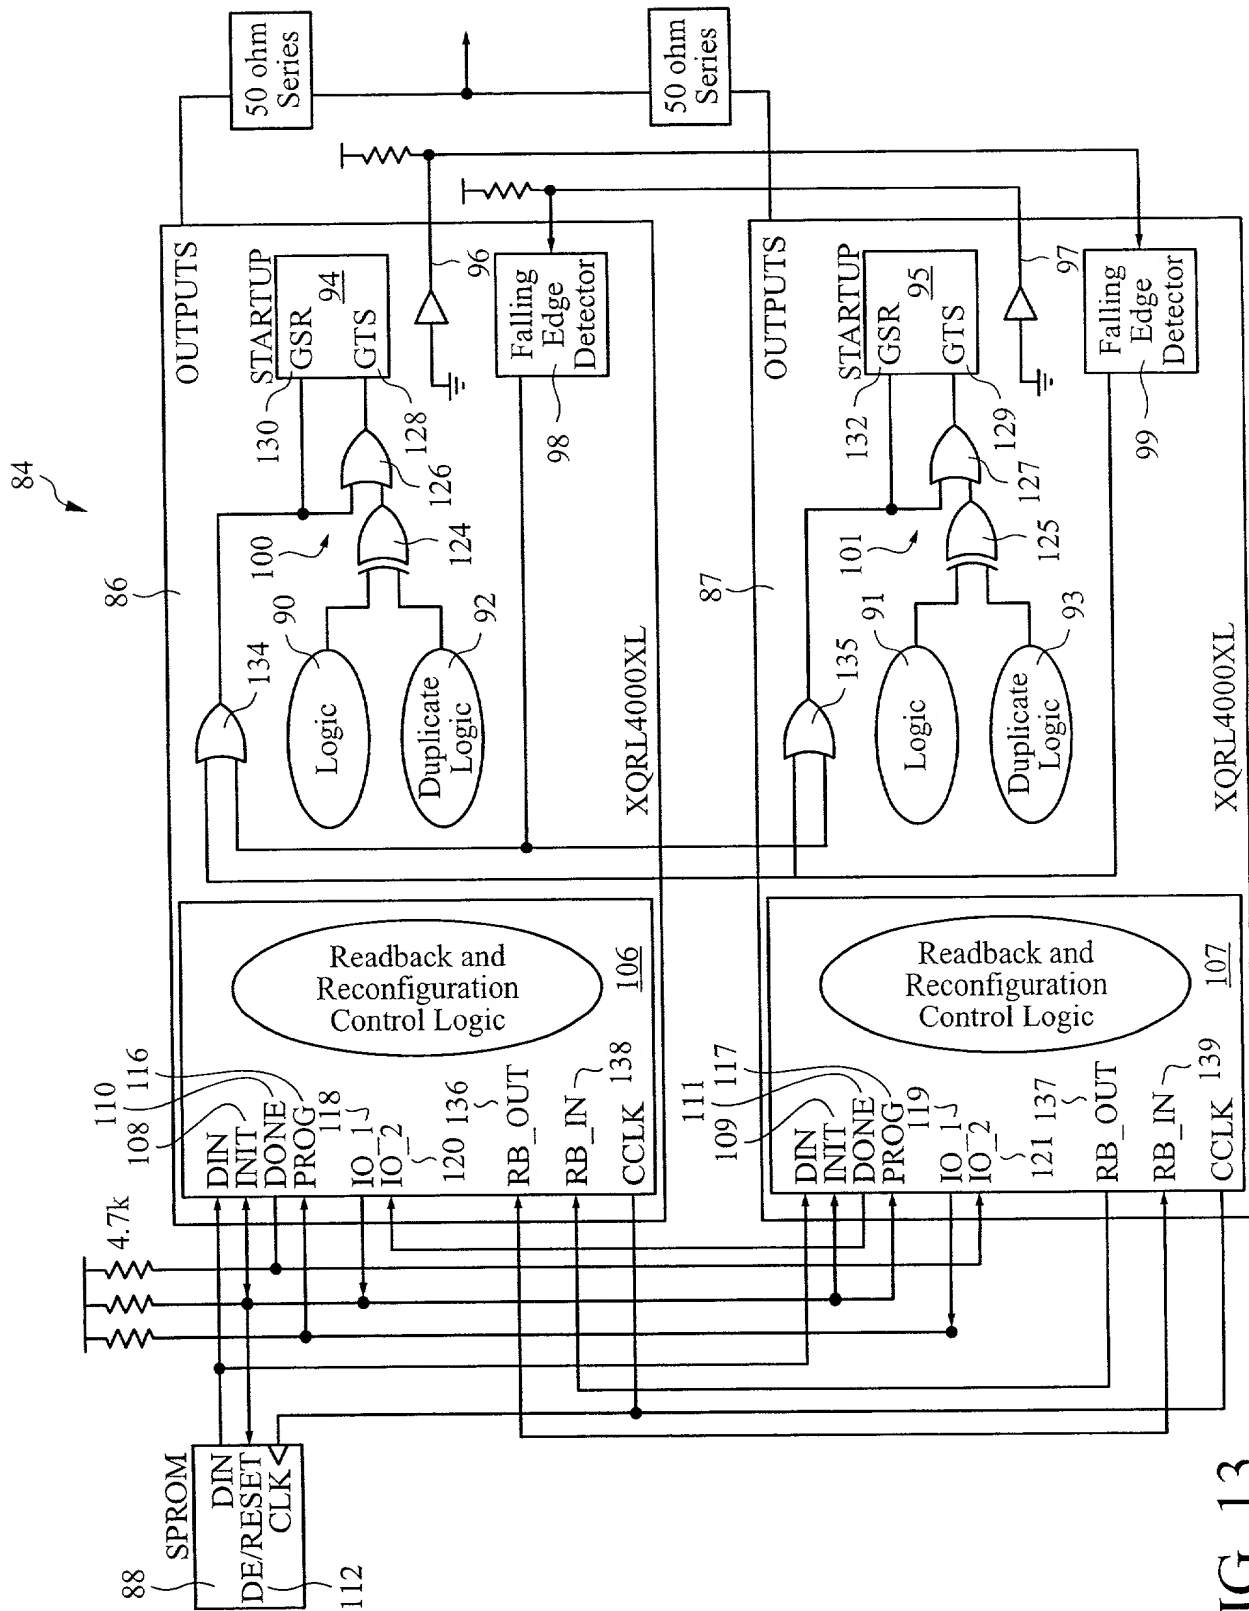 84
SPROM
88
DIN
DE/RESET
CLK
112
4.7k
86
108
110
116
DIN
INIT
DONE
PROG
118
IO_1
IO_2
120
136
RB_OUT
RB_IN
138
CCLK
Readback and
Reconfiguration
Control Logic
106
134
90
Logic
92
Duplicate
Logic
100
124
126
130
128
STARTUP
GSR
94
GTS
96
98
Falling
Edge
Detector
OUTPUTS
XQRL4000XL
50 ohm
Series
87
109
111
117
DIN
INIT
DONE
PROG
119
IO_1
IO_2
121
137
RB_OUT
RB_IN
139
CCLK
Readback and
Reconfiguration
Control Logic
107
135
91
Logic
93
Duplicate
Logic
101
125
127
132
129
STARTUP
GSR
95
GTS
97
99
Falling
Edge
Detector
OUTPUTS
XQRL4000XL
50 ohm
Series
IG 13